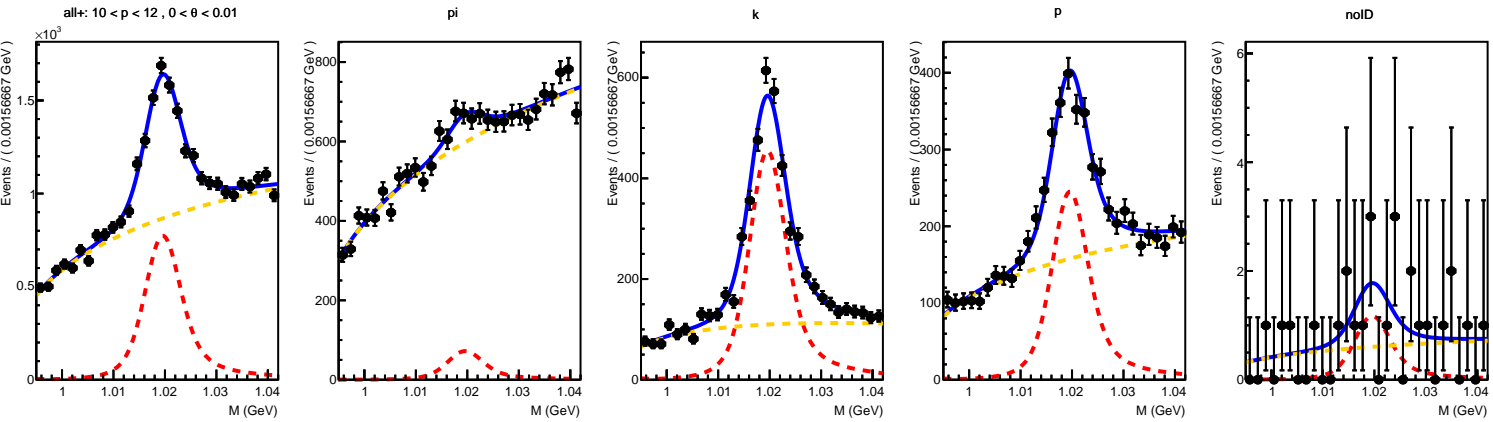 all+: 10 < p < 12 , 0 < θ < 0.01
×10³
Events / ( 0.00156667 GeV )
1.5
1
0.5
0
1 1.01 1.02 1.03 1.04
M (GeV)
pi
Events / ( 0.00156667 GeV )
800
600
400
200
0
1 1.01 1.02 1.03 1.04
M (GeV)
k
Events / ( 0.00156667 GeV )
600
400
200
0
1 1.01 1.02 1.03 1.04
M (GeV)
p
Events / ( 0.00156667 GeV )
400
300
200
100
0
1 1.01 1.02 1.03 1.04
M (GeV)
noID
Events / ( 0.00156667 GeV )
6
4
2
0
1 1.01 1.02 1.03 1.04
M (GeV)